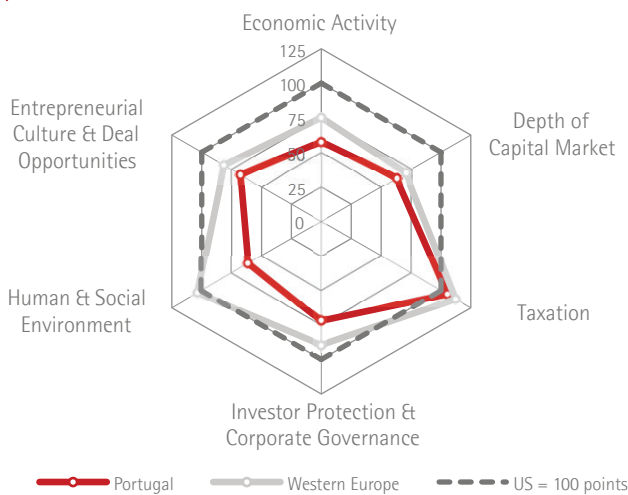 Economic Activity
125
100
75
50
25
0
Entrepreneurial
Culture & Deal
Opportunities
Depth of
Capital Market
Human & Social
Environment
Taxation
Investor Protection &
Corporate Governance
Portugal
Western Europe
US = 100 points